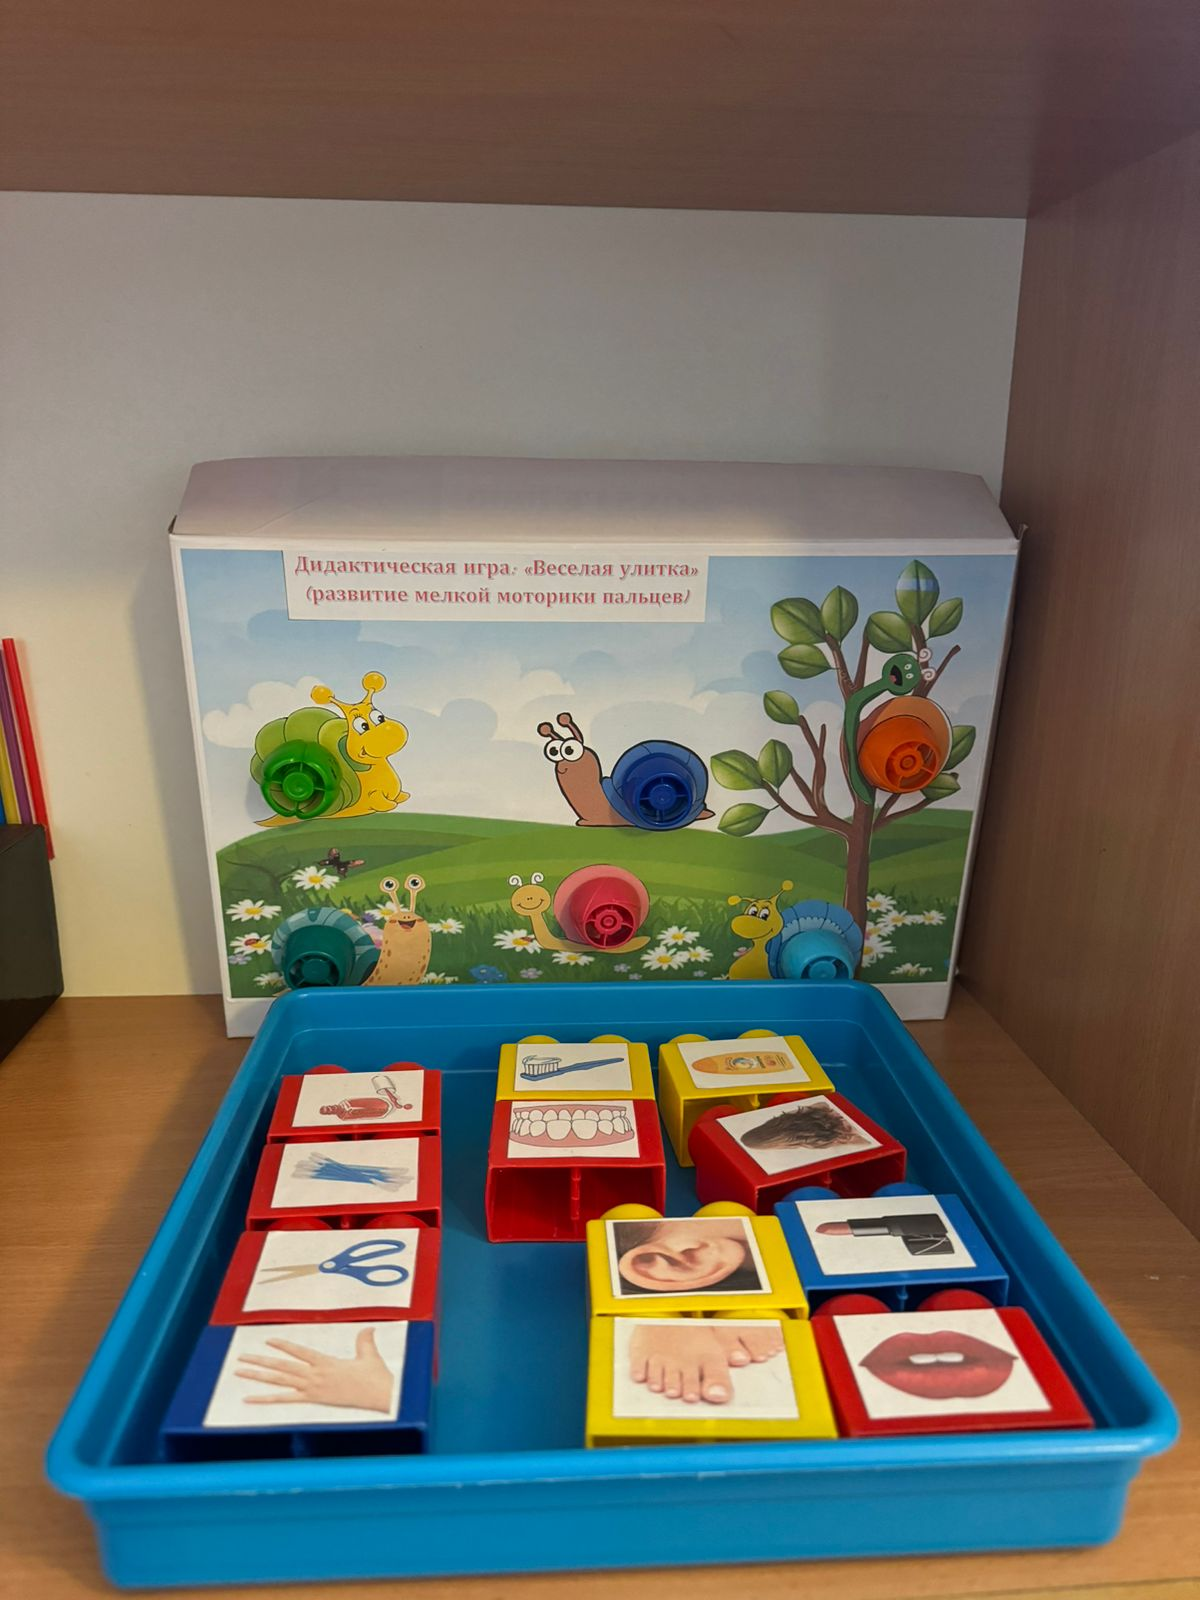 Дидактическая игра: «Веселая улитка»
(развитие мелкой моторики пальцев)